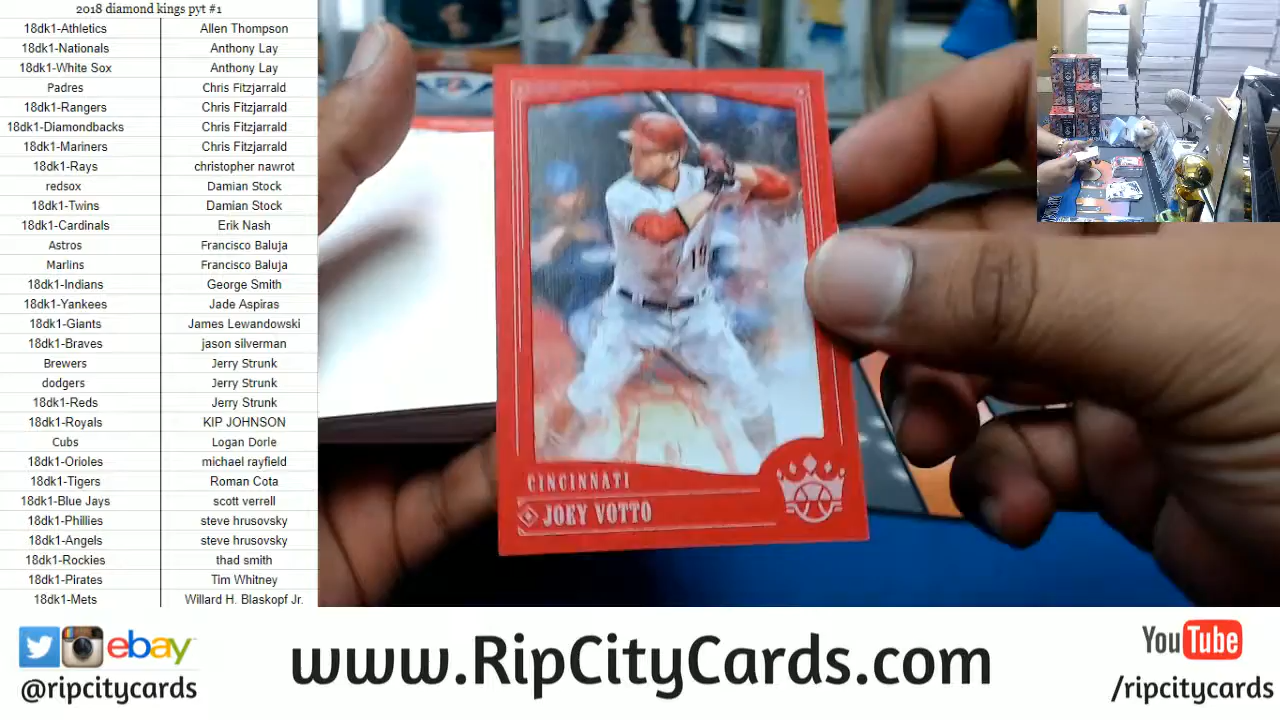 2018 diamond kings pyt #1
18dk1-Athletics Allen Thompson
18dk1-Nationals Anthony Lay
18dk1-White Sox Anthony Lay
Padres Chris Fitzjarrald
18dk1-Rangers Chris Fitzjarrald
18dk1-Diamondbacks Chris Fitzjarrald
18dk1-Mariners Chris Fitzjarrald
18dk1-Rays christopher nawrot
redsox Damian Stock
18dk1-Twins Damian Stock
18dk1-Cardinals Erik Nash
Astros Francisco Baluja
Marlins Francisco Baluja
18dk1-Indians George Smith
18dk1-Yankees Jade Aspiras
18dk1-Giants James Lewandowski
18dk1-Braves jason silverman
Brewers Jerry Strunk
dodgers Jerry Strunk
18dk1-Reds Jerry Strunk
18dk1-Royals KIP JOHNSON
Cubs Logan Dorle
18dk1-Orioles michael rayfield
18dk1-Tigers Roman Cota
18dk1-Blue Jays scott verrell
18dk1-Phillies steve hrusovsky
18dk1-Angels steve hrusovsky
18dk1-Rockies thad smith
18dk1-Pirates Tim Whitney
18dk1-Mets Willard H. Blaskopf Jr.
19
CINCINNATI
JOEY VOTTO
ebay
@ripcitycards
www.RipCityCards.com
YouTube
/ripcitycards